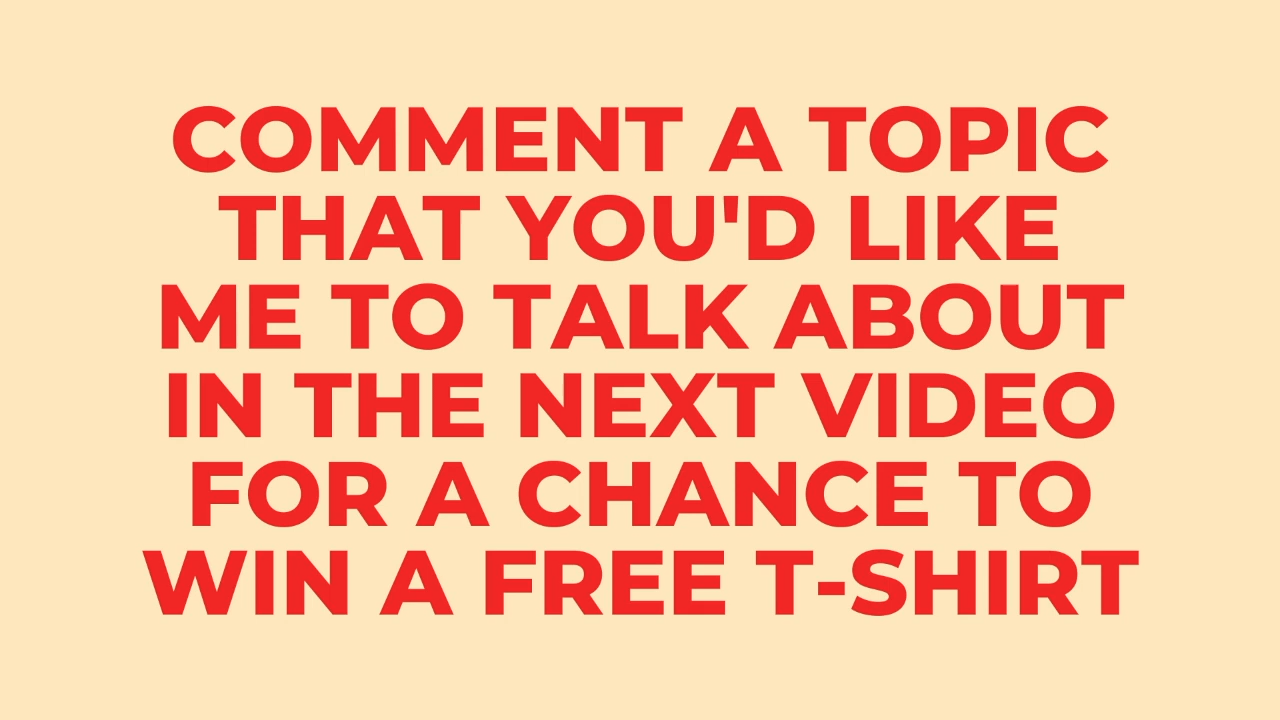 COMMENT A TOPIC
THAT YOU'D LIKE
ME TO TALK ABOUT
IN THE NEXT VIDEO
FOR A CHANCE TO
WIN A FREE T-SHIRT